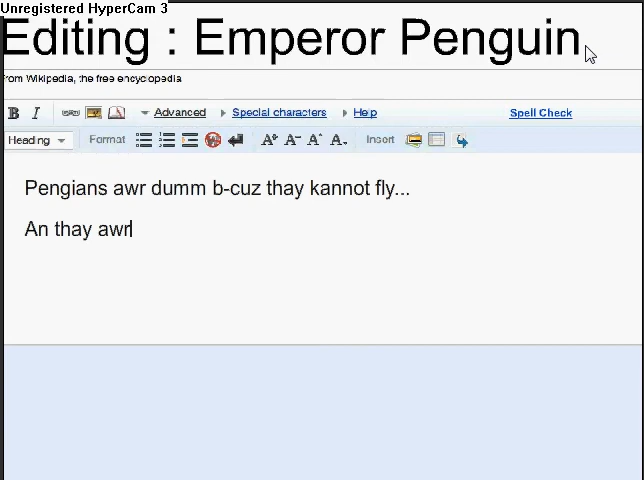 Unregistered HyperCam 3
Editing : Emperor Penguin
From Wikipedia, the free encyclopedia
B I Advanced Special characters Help Spell Check
Heading Format A+ A- A^ A. Insert
Pengians awr dumm b-cuz thay kannot fly...
An thay awr